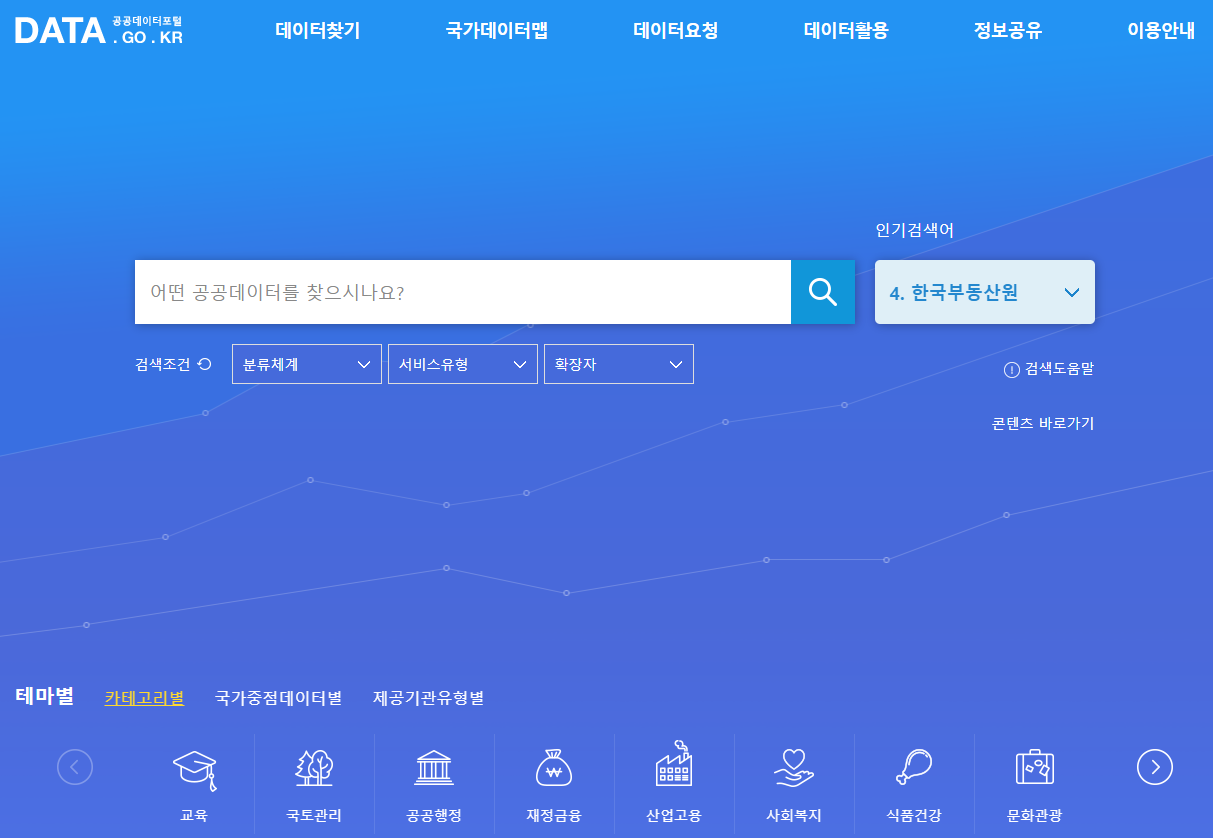 DATA 공공데이터포털
.GO.KR
데이터찾기 국가데이터맵 데이터요청 데이터활용 정보공유 이용안내
인기검색어
어떤 공공데이터를 찾으시나요?
4. 한국부동산원
검색조건 분류체계 서비스유형 확장자
검색도움말
콘텐츠 바로가기
테마별 카테고리별 국가중점데이터별 제공기관유형별
교육 국토관리 공공행정 재정금융 산업고용 사회복지 식품건강 문화관광